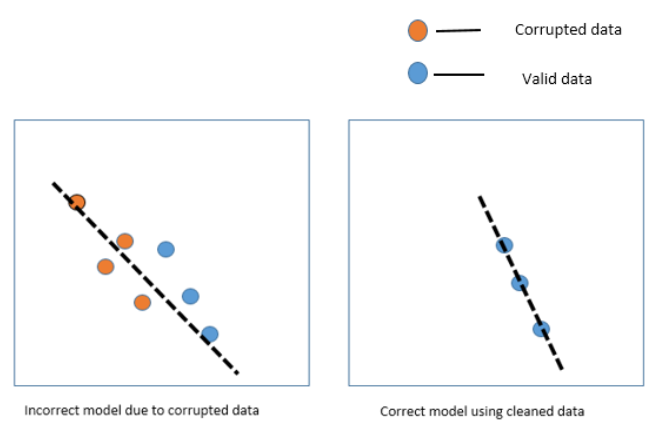 Corrupted data
Valid data
Incorrect model due to corrupted data
Correct model using cleaned data